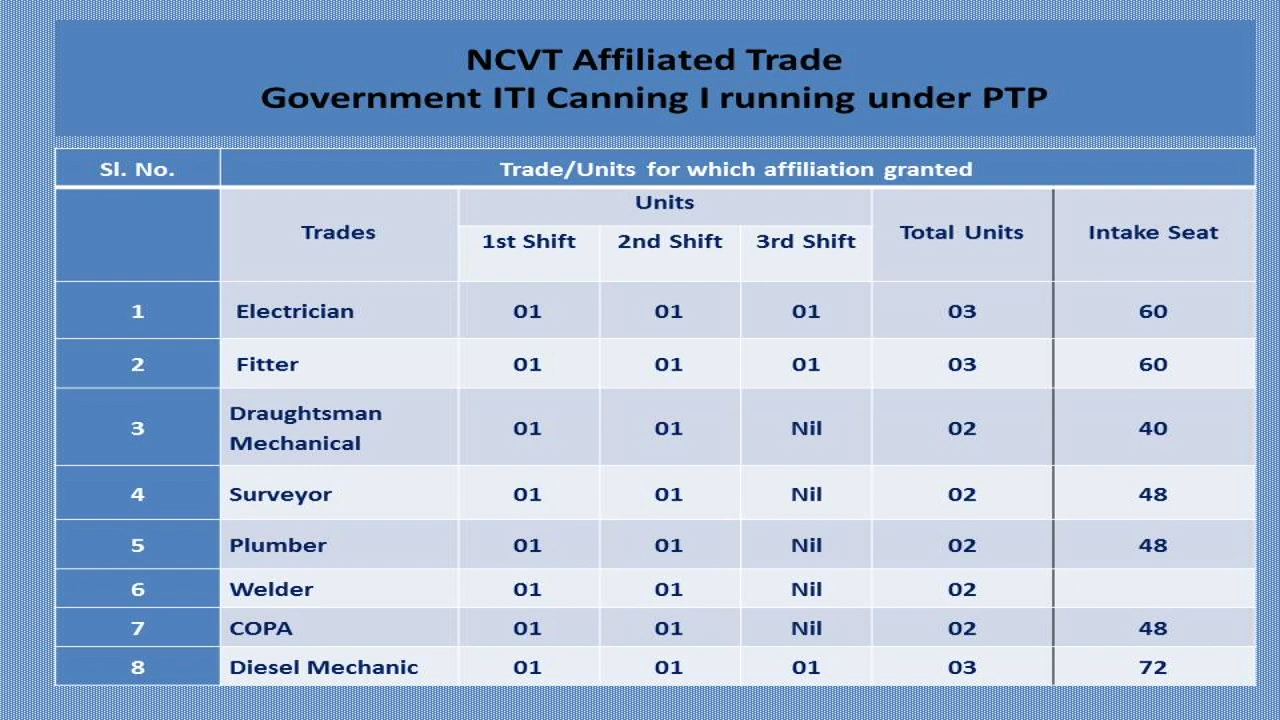 NCVT Affiliated Trade
Government ITI Canning I running under PTP
Sl. No. Trade/Units for which affiliation granted
Trades Units Total Units Intake Seat
1st Shift 2nd Shift 3rd Shift
1 Electrician 01 01 01 03 60
2 Fitter 01 01 01 03 60
3 Draughtsman
Mechanical 01 01 Nil 02 40
4 Surveyor 01 01 Nil 02 48
5 Plumber 01 01 Nil 02 48
6 Welder 01 01 Nil 02
7 COPA 01 01 Nil 02 48
8 Diesel Mechanic 01 01 01 03 72